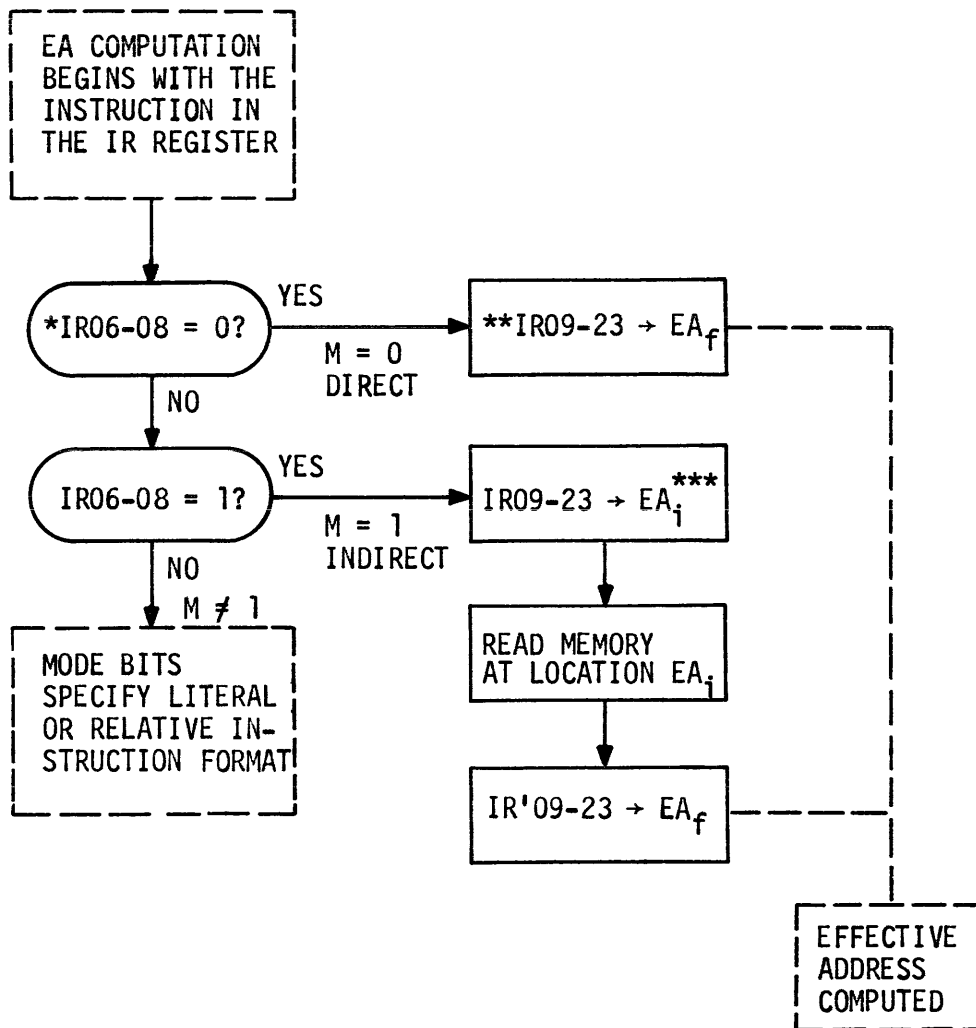 EA COMPUTATION
BEGINS WITH THE
INSTRUCTION IN
THE IR REGISTER
*IR06-08 = 0?
YES
M = 0
DIRECT
**IR09-23 → EAf
NO
IR06-08 = 1?
YES
M = 1
INDIRECT
IR09-23 → EAi***
NO
M ≠ 1
MODE BITS
SPECIFY LITERAL
OR RELATIVE IN-
STRUCTION FORMAT
READ MEMORY
AT LOCATION EAi
IR'09-23 → EAf
EFFECTIVE
ADDRESS
COMPUTED